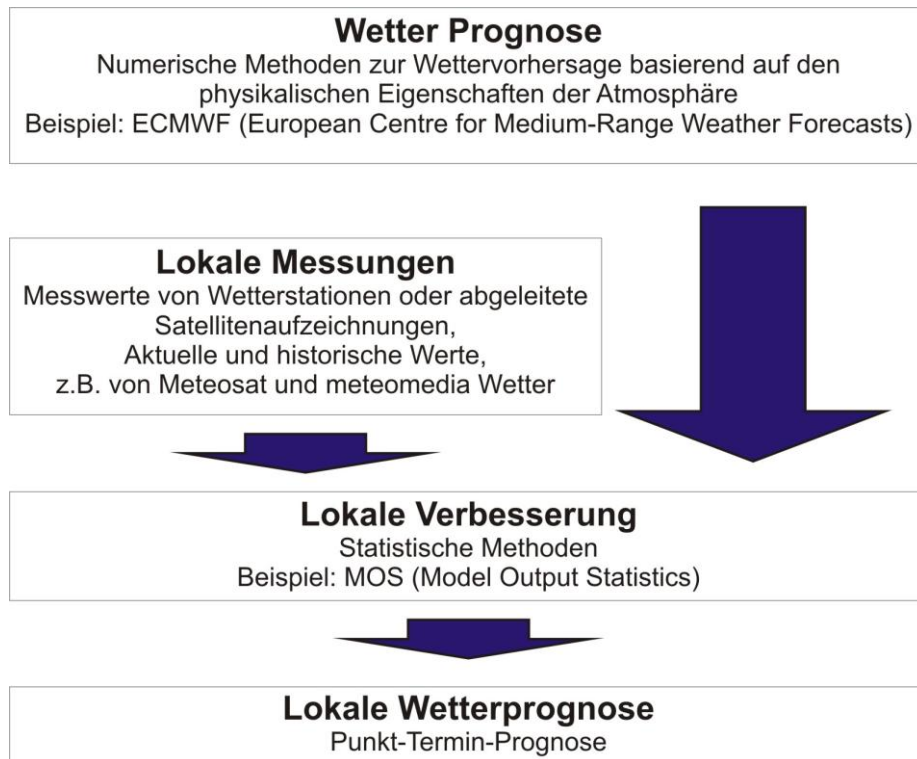 Wetter Prognose
Numerische Methoden zur Wettervorhersage basierend auf den
physikalischen Eigenschaften der Atmosphäre
Beispiel: ECMWF (European Centre for Medium-Range Weather Forecasts)
Lokale Messungen
Messwerte von Wetterstationen oder abgeleitete
Satellitenaufzeichnungen,
Aktuelle und historische Werte,
z.B. von Meteosat und meteomedia Wetter
Lokale Verbesserung
Statistische Methoden
Beispiel: MOS (Model Output Statistics)
Lokale Wetterprognose
Punkt-Termin-Prognose